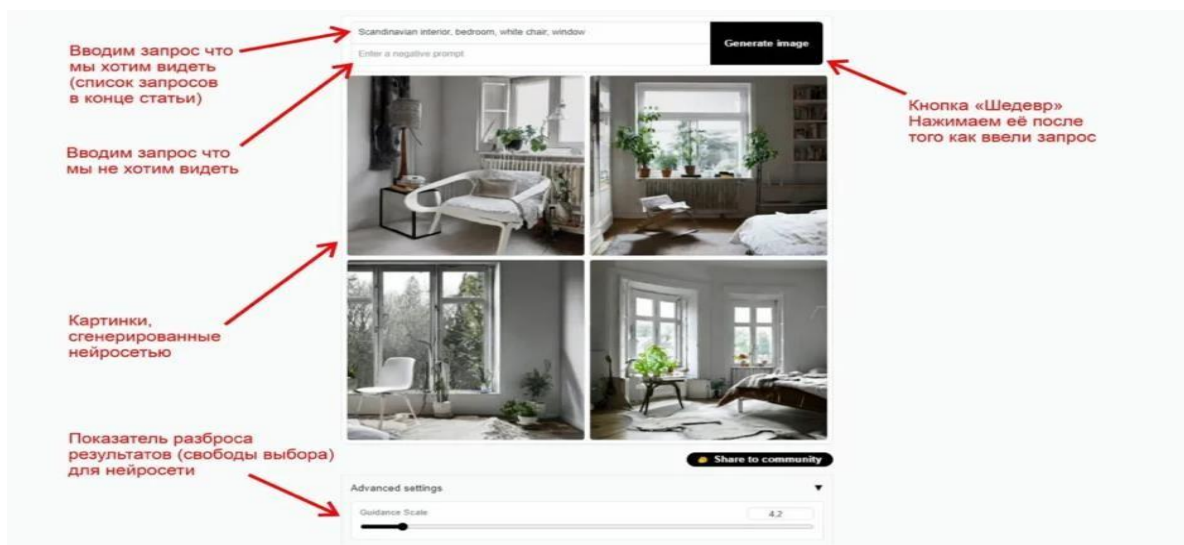 Вводим запрос что
мы хотим видеть
(список запросов
в конце статьи)
Вводим запрос что
мы не хотим видеть
Картинки,
сгенерированные
нейросетью
Показатель разброса
результатов (свободы выбора)
для нейросети
Scandinavian interior, bedroom, white chair, window
Enter a negative prompt
Generate image
Share to community
Advanced settings
Guidance Scale
4,2
Кнопка «Шедевр»
Нажимаем её после
того как ввели запрос